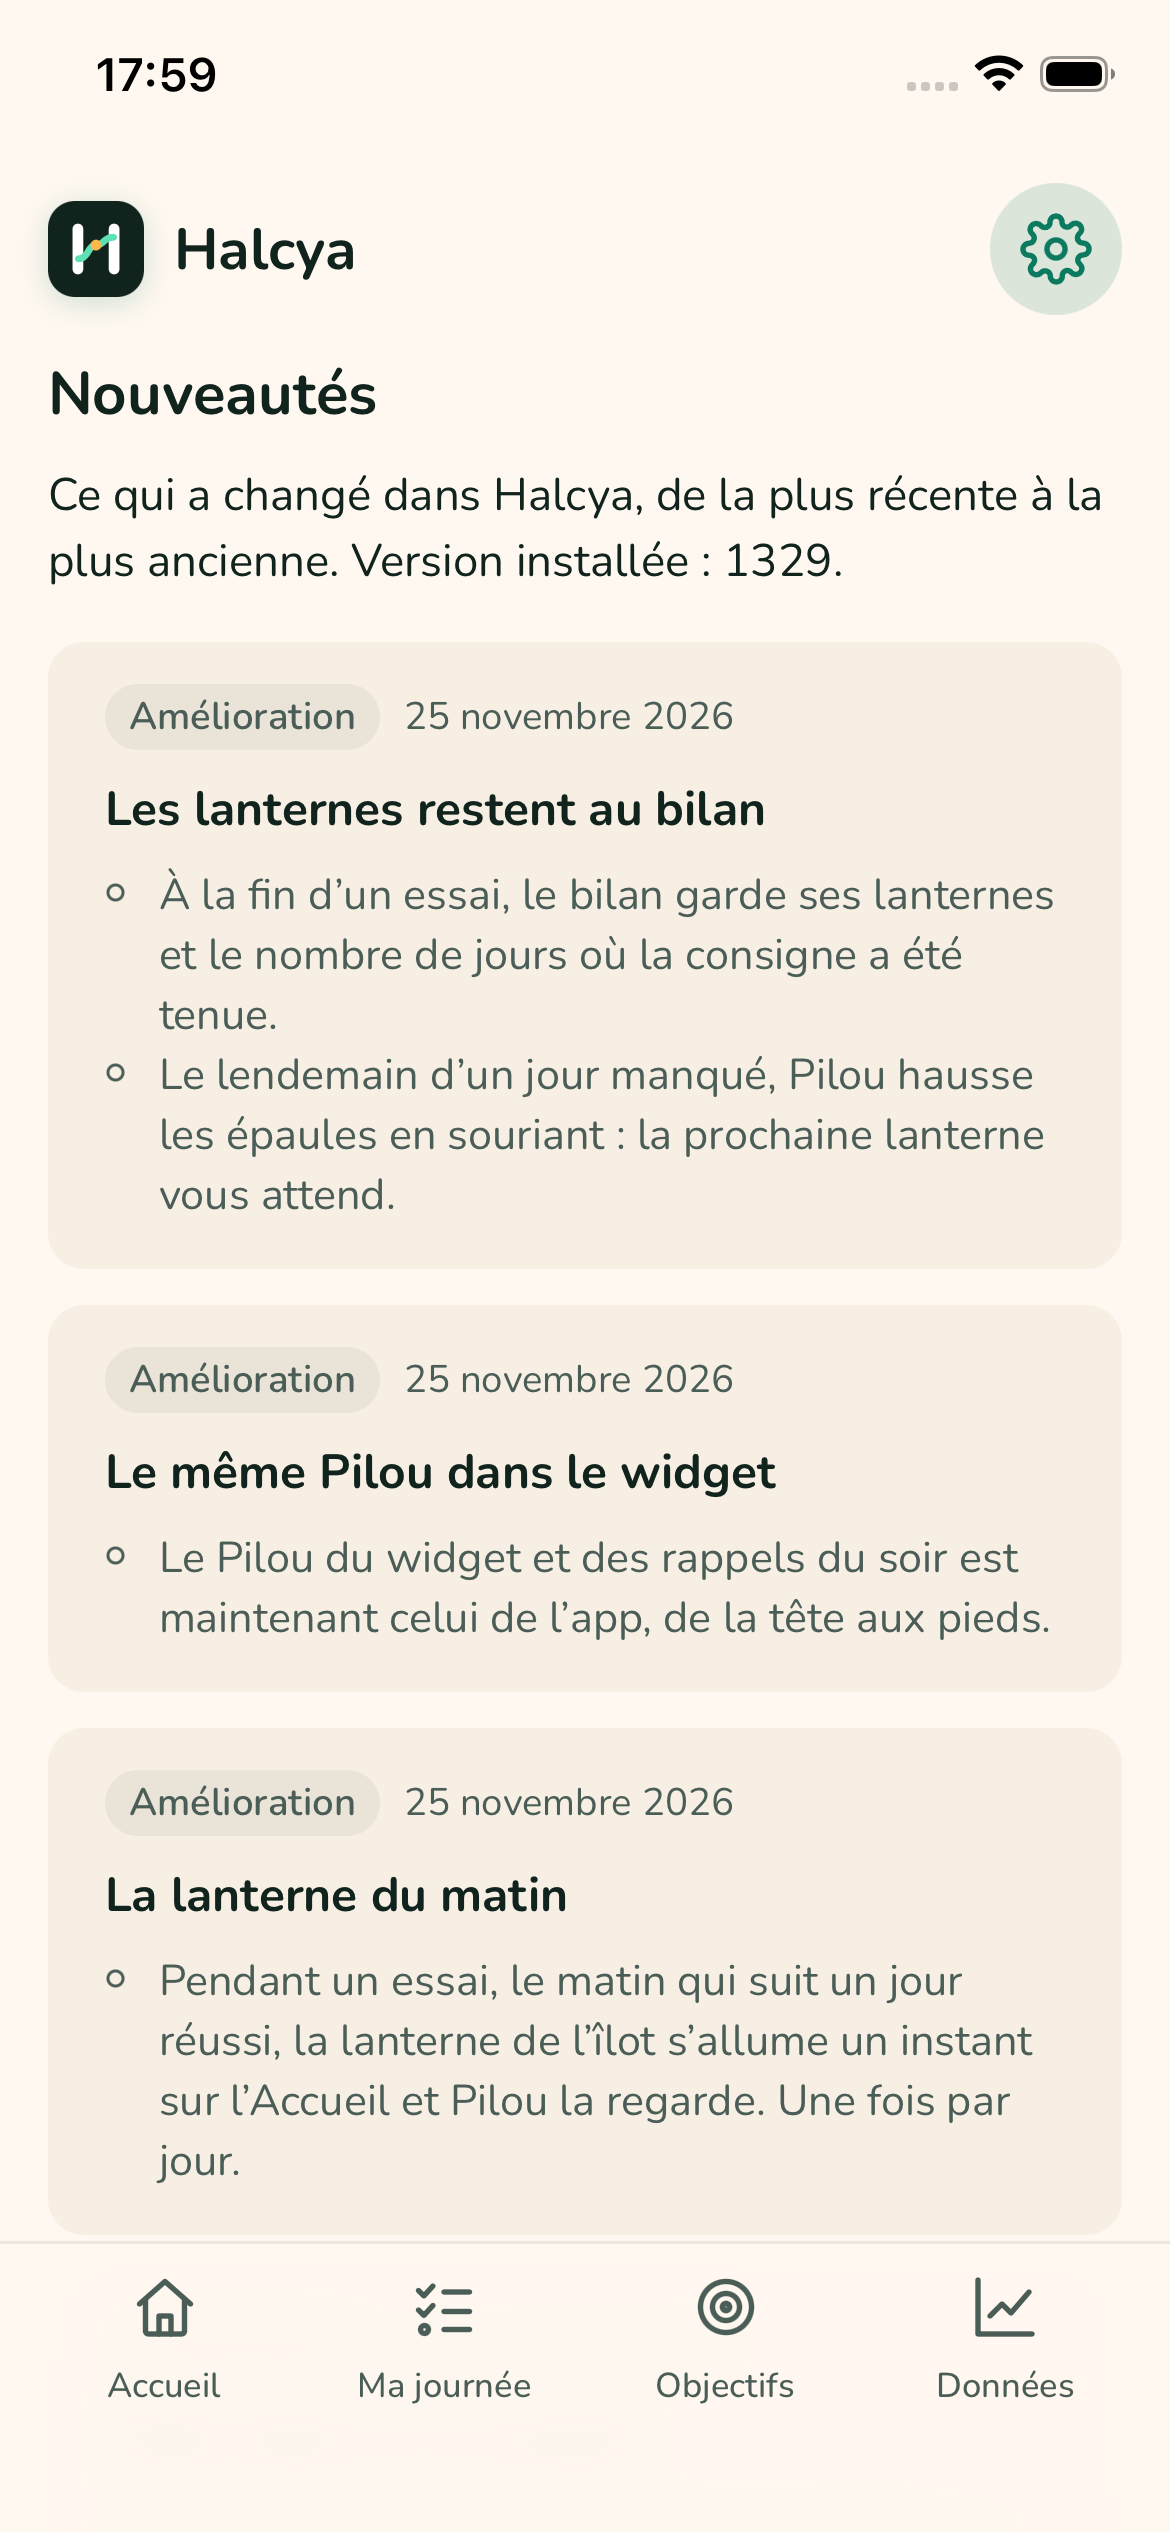 17:59
Halcya
Nouveautés
Ce qui a changé dans Halcya, de la plus récente à la
plus ancienne. Version installée : 1329.
Amélioration 25 novembre 2026
Les lanternes restent au bilan
À la fin d’un essai, le bilan garde ses lanternes
et le nombre de jours où la consigne a été
tenue.
Le lendemain d’un jour manqué, Pilou hausse
les épaules en souriant : la prochaine lanterne
vous attend.
Amélioration 25 novembre 2026
Le même Pilou dans le widget
Le Pilou du widget et des rappels du soir est
maintenant celui de l’app, de la tête aux pieds.
Amélioration 25 novembre 2026
La lanterne du matin
Pendant un essai, le matin qui suit un jour
réussi, la lanterne de l’îlot s’allume un instant
sur l’Accueil et Pilou la regarde. Une fois par
jour.
Accueil Ma journée Objectifs Données